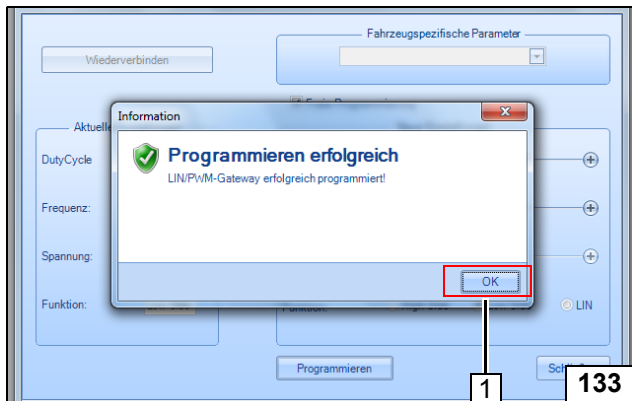 Fahrzeugspezifische Parameter
Wiederverbinden
Information
Aktuelle
Programmieren erfolgreich
LIN/PWM-Gateway erfolgreich programmiert!
DutyCycle
Frequenz:
Spannung:
OK
Funktion:
LIN
Programmieren
1
133